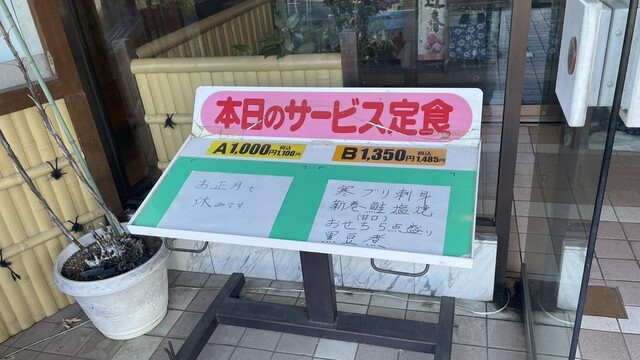 本日のサービス定食
A 1,000円 税込 1,100円
B 1,350円 税込 1,485円
お正月で
休みです
寒ブリ刺身
新巻鮭塩焼
(甘口)
おせち5点盛り
黒豆煮